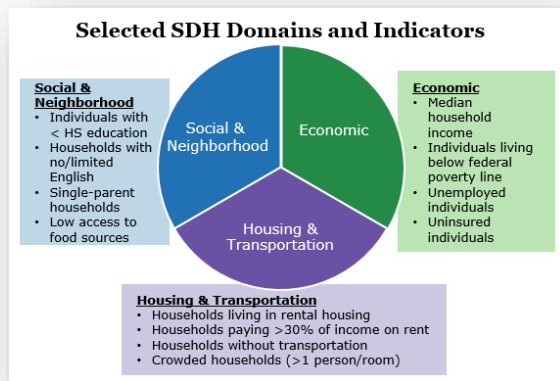 Selected SDH Domains and Indicators
Social &
Neighborhood
• Individuals with
< HS education
• Households with
no/limited
English
• Single-parent
households
• Low access to
food sources
Social &
Neighborhood
Economic
Housing &
Transportation
Economic
• Median
household
income
• Individuals living
below federal
poverty line
• Unemployed
individuals
• Uninsured
individuals
Housing & Transportation
• Households living in rental housing
• Households paying >30% of income on rent
• Households without transportation
• Crowded households (>1 person/room)